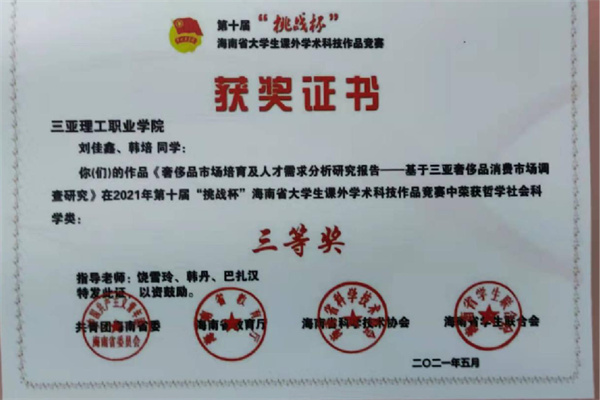 第十届“挑战杯”
海南省大学生课外学术科技作品竞赛
获奖证书
三亚理工职业学院
刘佳鑫、韩培 同学：
你(们)的作品《奢侈品市场培育及人才需求分析研究报告——基于三亚奢侈品消费市场调
查研究》在2021年第十届“挑战杯”海南省大学生课外学术科技作品竞赛中荣获哲学社会科
学类：
三等奖
指导老师：饶雪玲、韩丹、巴扎汉
特发此证，以资鼓励。
共青团海南省委 海南省教育厅 海南省科学技术协会 海南省学生联合会
海南省委员会
二〇二一年五月